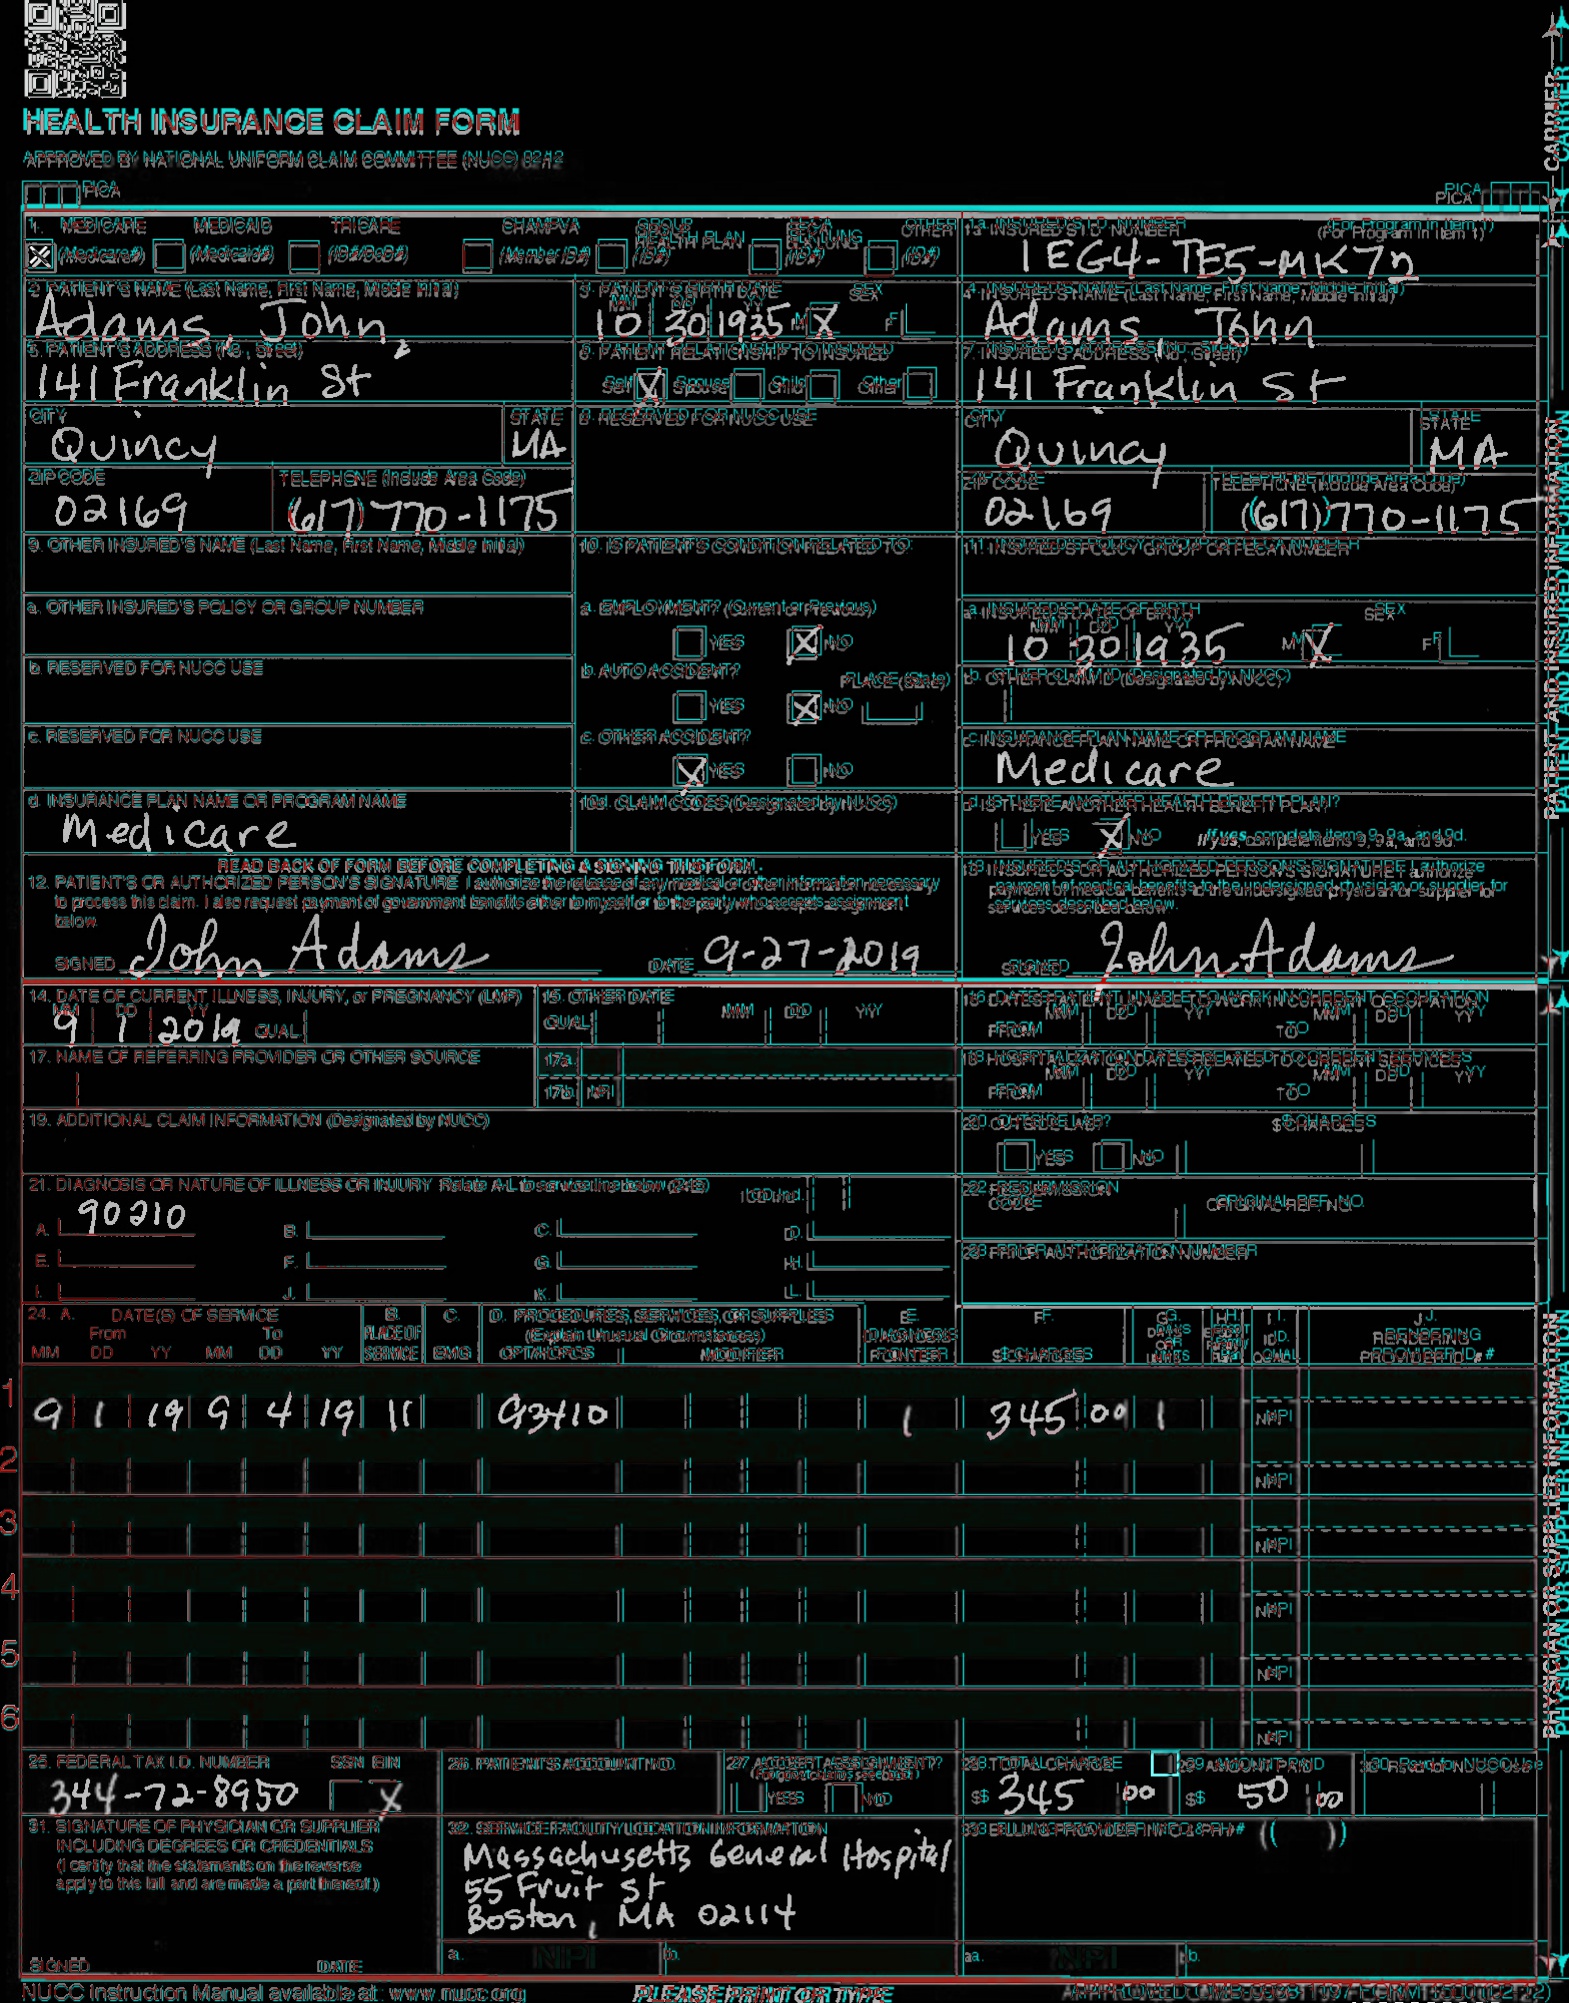 HEALTH INSURANCE CLAIM FORM
APPROVED BY NATIONAL UNIFORM CLAIM COMMITTEE (NUCC) 02/12
PICA
PICA
CARRIER
1. MEDICARE MEDICAID TRICARE CHAMPVA GROUP HEALTH PLAN FECA BLK LUNG OTHER
(Medicare#) (Medicaid#) (ID#/DoD#) (Member ID#) (ID#) (ID#) (ID#)
1a. INSURED'S I.D. NUMBER (For Program in Item 1)
1EG4-TE5-MK72
2. PATIENT'S NAME (Last Name, First Name, Middle Initial)
Adams, John,
3. PATIENT'S BIRTH DATE SEX
MM DD YY
10 30 1935 M X F
4. INSURED'S NAME (Last Name, First Name, Middle Initial)
Adams, John
5. PATIENT'S ADDRESS (No., Street)
141 Franklin St
6. PATIENT RELATIONSHIP TO INSURED
Self X Spouse Child Other
7. INSURED'S ADDRESS (No., Street)
141 Franklin St
CITY STATE
Quincy MA
8. RESERVED FOR NUCC USE
CITY STATE
Quincy MA
ZIP CODE TELEPHONE (Include Area Code)
02169 (617) 770-1175
ZIP CODE TELEPHONE (Include Area Code)
02169 (617) 770-1175
9. OTHER INSURED'S NAME (Last Name, First Name, Middle Initial)
10. IS PATIENT'S CONDITION RELATED TO:
11. INSURED'S POLICY GROUP OR FECA NUMBER
a. OTHER INSURED'S POLICY OR GROUP NUMBER
a. EMPLOYMENT? (Current or Previous)
YES X NO
a. INSURED'S DATE OF BIRTH SEX
MM DD YY
10 30 1935 M X F
b. RESERVED FOR NUCC USE
b. AUTO ACCIDENT? PLACE (State)
YES X NO
b. OTHER CLAIM ID (Designated by NUCC)
c. RESERVED FOR NUCC USE
c. OTHER ACCIDENT?
X YES NO
c. INSURANCE PLAN NAME OR PROGRAM NAME
Medicare
d. INSURANCE PLAN NAME OR PROGRAM NAME
Medicare
10d. CLAIM CODES (Designated by NUCC)
d. IS THERE ANOTHER HEALTH BENEFIT PLAN?
YES X NO If yes, complete items 9, 9a, and 9d.
READ BACK OF FORM BEFORE COMPLETING & SIGNING THIS FORM.
12. PATIENT'S OR AUTHORIZED PERSON'S SIGNATURE I authorize the release of any medical or other information necessary
to process this claim. I also request payment of government benefits either to myself or to the party who accepts assignment
below.
SIGNED John Adams DATE 9-27-2019
13. INSURED'S OR AUTHORIZED PERSON'S SIGNATURE I authorize
payment of medical benefits to the undersigned physician or supplier for
services described below.
SIGNED John Adams
PATIENT AND INSURED INFORMATION
14. DATE OF CURRENT ILLNESS, INJURY, or PREGNANCY (LMP)
MM DD YY
9 1 2019 QUAL.
15. OTHER DATE
QUAL. MM DD YY
16. DATES PATIENT UNABLE TO WORK IN CURRENT OCCUPATION
MM DD YY MM DD YY
FROM TO
17. NAME OF REFERRING PROVIDER OR OTHER SOURCE
17a.
17b. NPI
18. HOSPITALIZATION DATES RELATED TO CURRENT SERVICES
MM DD YY MM DD YY
FROM TO
19. ADDITIONAL CLAIM INFORMATION (Designated by NUCC)
20. OUTSIDE LAB? $ CHARGES
YES NO
21. DIAGNOSIS OR NATURE OF ILLNESS OR INJURY Relate A-L to service line below (24E) ICD Ind.
A. 90210 B. C. D.
E. F. G. H.
I. J. K. L.
22. RESUBMISSION CODE ORIGINAL REF. NO.
23. PRIOR AUTHORIZATION NUMBER
24. A. DATE(S) OF SERVICE B. C. D. PROCEDURES, SERVICES, OR SUPPLIES E. F. G. H. I. J.
From To PLACE OF (Explain Unusual Circumstances) DIAGNOSIS DAYS OR UNITS ID. RENDERING
MM DD YY MM DD YY SERVICE EMG CPT/HCPCS MODIFIER POINTER $ CHARGES QUAL. PROVIDER ID. #
1
9 1 19 9 4 19 11 93410 1 345 00 1 NPI
2 NPI
3 NPI
4 NPI
5 NPI
6 NPI
25. FEDERAL TAX I.D. NUMBER SSN EIN
344-72-8950 X
26. PATIENT'S ACCOUNT NO.
27. ACCEPT ASSIGNMENT?
YES NO
28. TOTAL CHARGE
$ 345 00
29. AMOUNT PAID
$ 50 00
30. Rsvd for NUCC Use
31. SIGNATURE OF PHYSICIAN OR SUPPLIER
INCLUDING DEGREES OR CREDENTIALS
(I certify that the statements on the reverse
apply to this bill and are made a part thereof.)
SIGNED DATE
32. SERVICE FACILITY LOCATION INFORMATION
Massachusetts General Hospital
55 Fruit St
Boston, MA 02114
a. NPI b.
33. BILLING PROVIDER INFO & PH # ( )
a. NPI b.
PHYSICIAN OR SUPPLIER INFORMATION
NUCC Instruction Manual available at: www.nucc.org
PLEASE PRINT OR TYPE